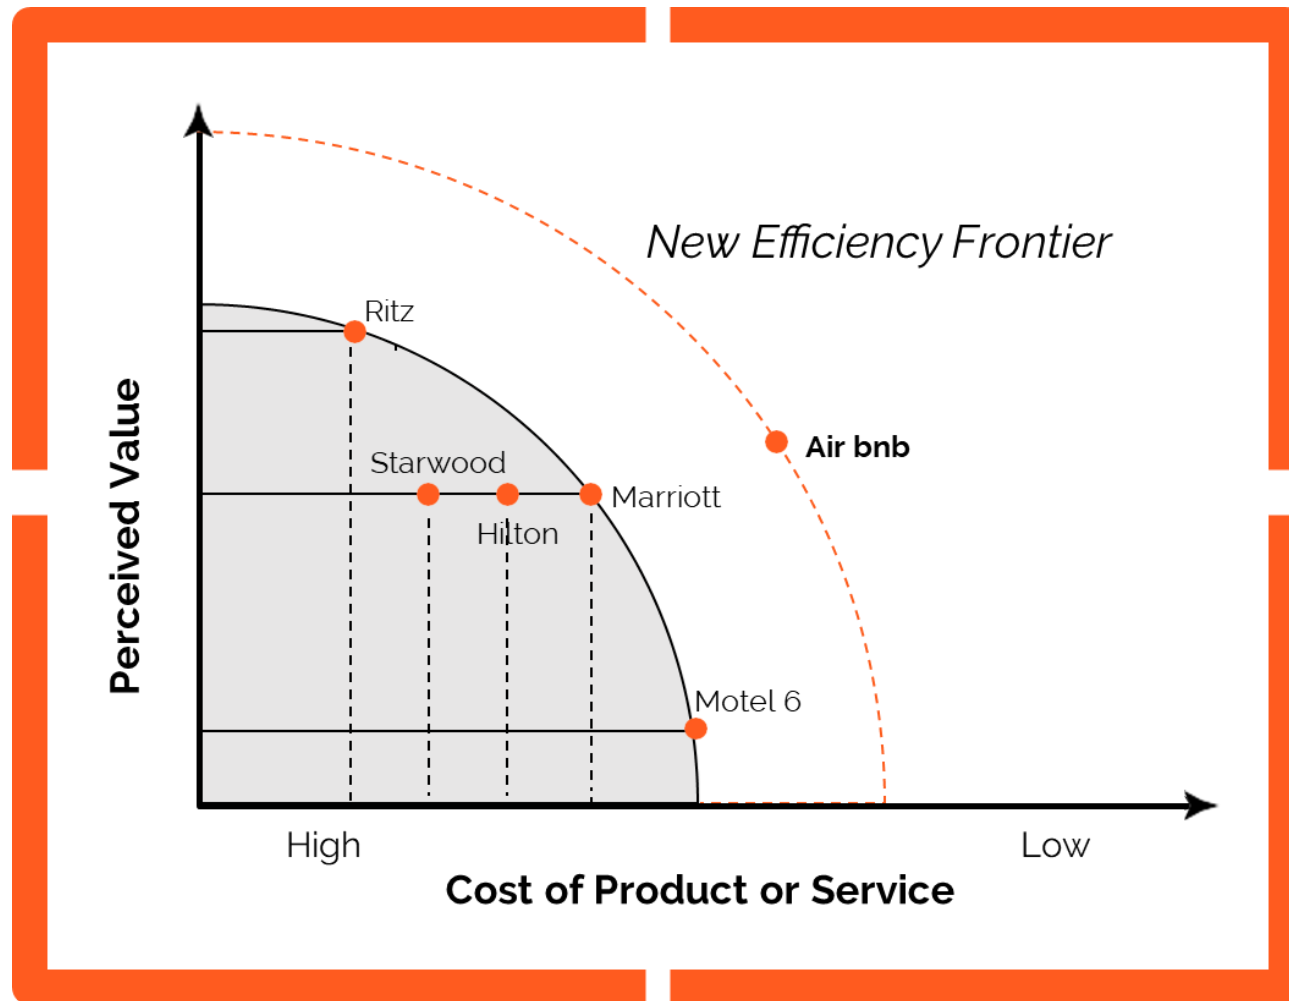 New Efficiency Frontier
Ritz
Air bnb
Starwood
Marriott
Hilton
Motel 6
Perceived Value
High
Low
Cost of Product or Service